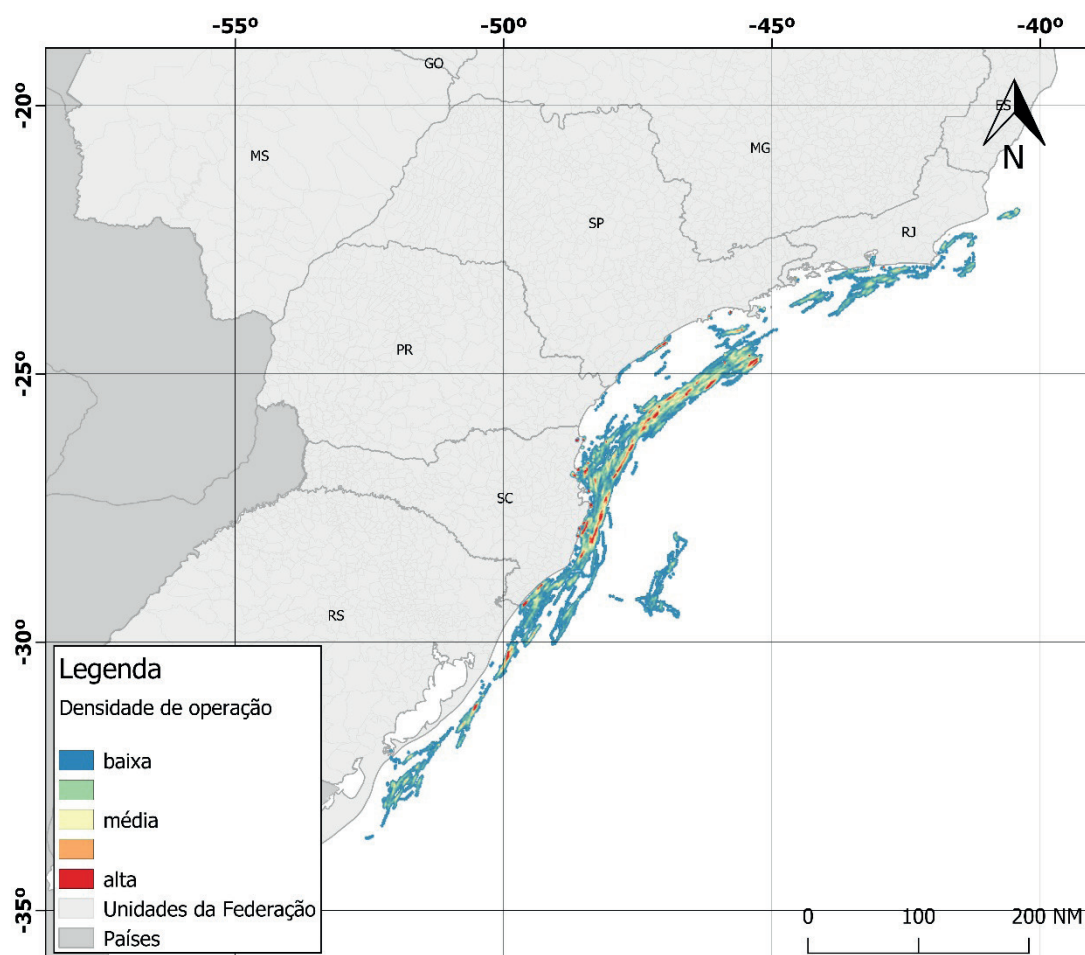 -55º -50º -45º -40º
GO
-20º
ES
N
MS
MG
SP
RJ
PR
-25º
SC
RS
-30º
Legenda
Densidade de operação
baixa
média
alta
Unidades da Federação
Países
-35º
0 100 200 NM